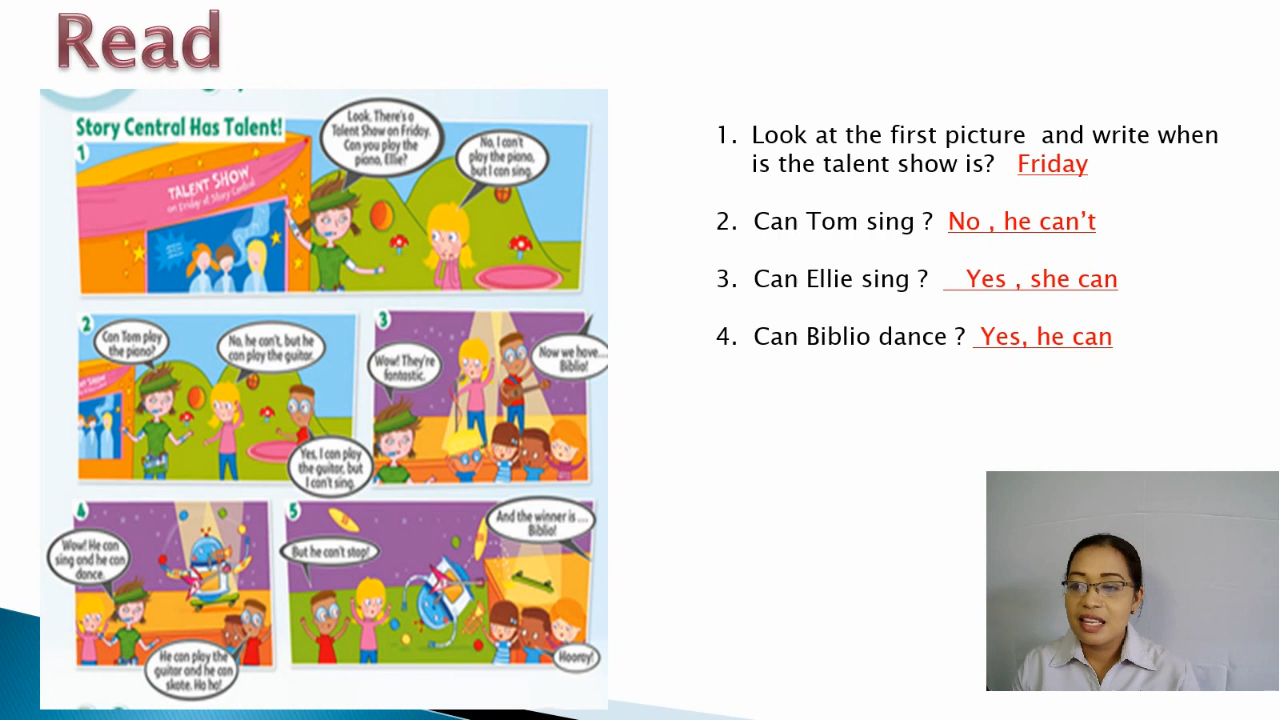 Read
Story Central Has Talent!
1
Look. There's a
Talent Show on Friday.
Can you play the
piano, Ellie?
No, I can't
play the piano,
but I can sing.
TALENT SHOW
on Friday at Story Central
2
Can Tom play
the piano?
No, he can't, but he
can play the guitar.
Yes, I can play
the guitar, but
I can't sing.
3
Wow! They're
fantastic.
Now we have...
Biblio!
4
Wow! He can
sing and he can
dance.
He can play the
guitar and he can
skate. Ha ha!
5
But he can't stop!
And the winner is ...
Biblio!
Hooray!
1. Look at the first picture and write when
is the talent show is? Friday
2. Can Tom sing ? No , he can't
3. Can Ellie sing ? Yes , she can
4. Can Biblio dance ? Yes, he can